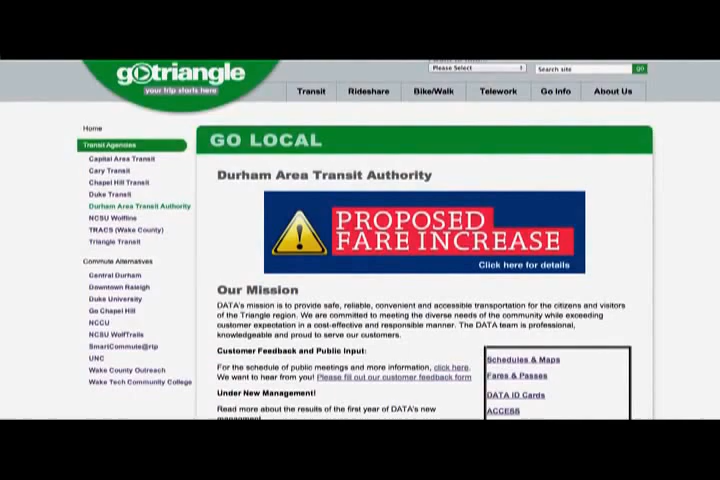 gotriangle
your trip starts here
Please Select
Search site
go
Transit
Rideshare
Bike/Walk
Telework
Go Info
About Us
Home
Transit Agencies
Capital Area Transit
Cary Transit
Chapel Hill Transit
Duke Transit
Durham Area Transit Authority
NCSU Wolfline
TRACS (Wake County)
Triangle Transit
Commute Alternatives
Central Durham
Downtown Raleigh
Duke University
Go Chapel Hill
NCCU
NCSU WolfTrails
SmartCommute@rtp
UNC
Wake County Outreach
Wake Tech Community College
GO LOCAL
Durham Area Transit Authority
PROPOSED
FARE INCREASE
Click here for details
Our Mission
DATA's mission is to provide safe, reliable, convenient and accessible transportation for the citizens and visitors
of the Triangle region. We are committed to meeting the diverse needs of the community while exceeding
customer expectation in a cost-effective and responsible manner. The DATA team is professional,
knowledgeable and proud to serve our customers.
Customer Feedback and Public Input:
For the schedule of public meetings and more information, click here.
We want to hear from you! Please fill out our customer feedback form
Under New Management!
Read more about the results of the first year of DATA's new
Schedules & Maps
Fares & Passes
DATA ID Cards
ACCESS